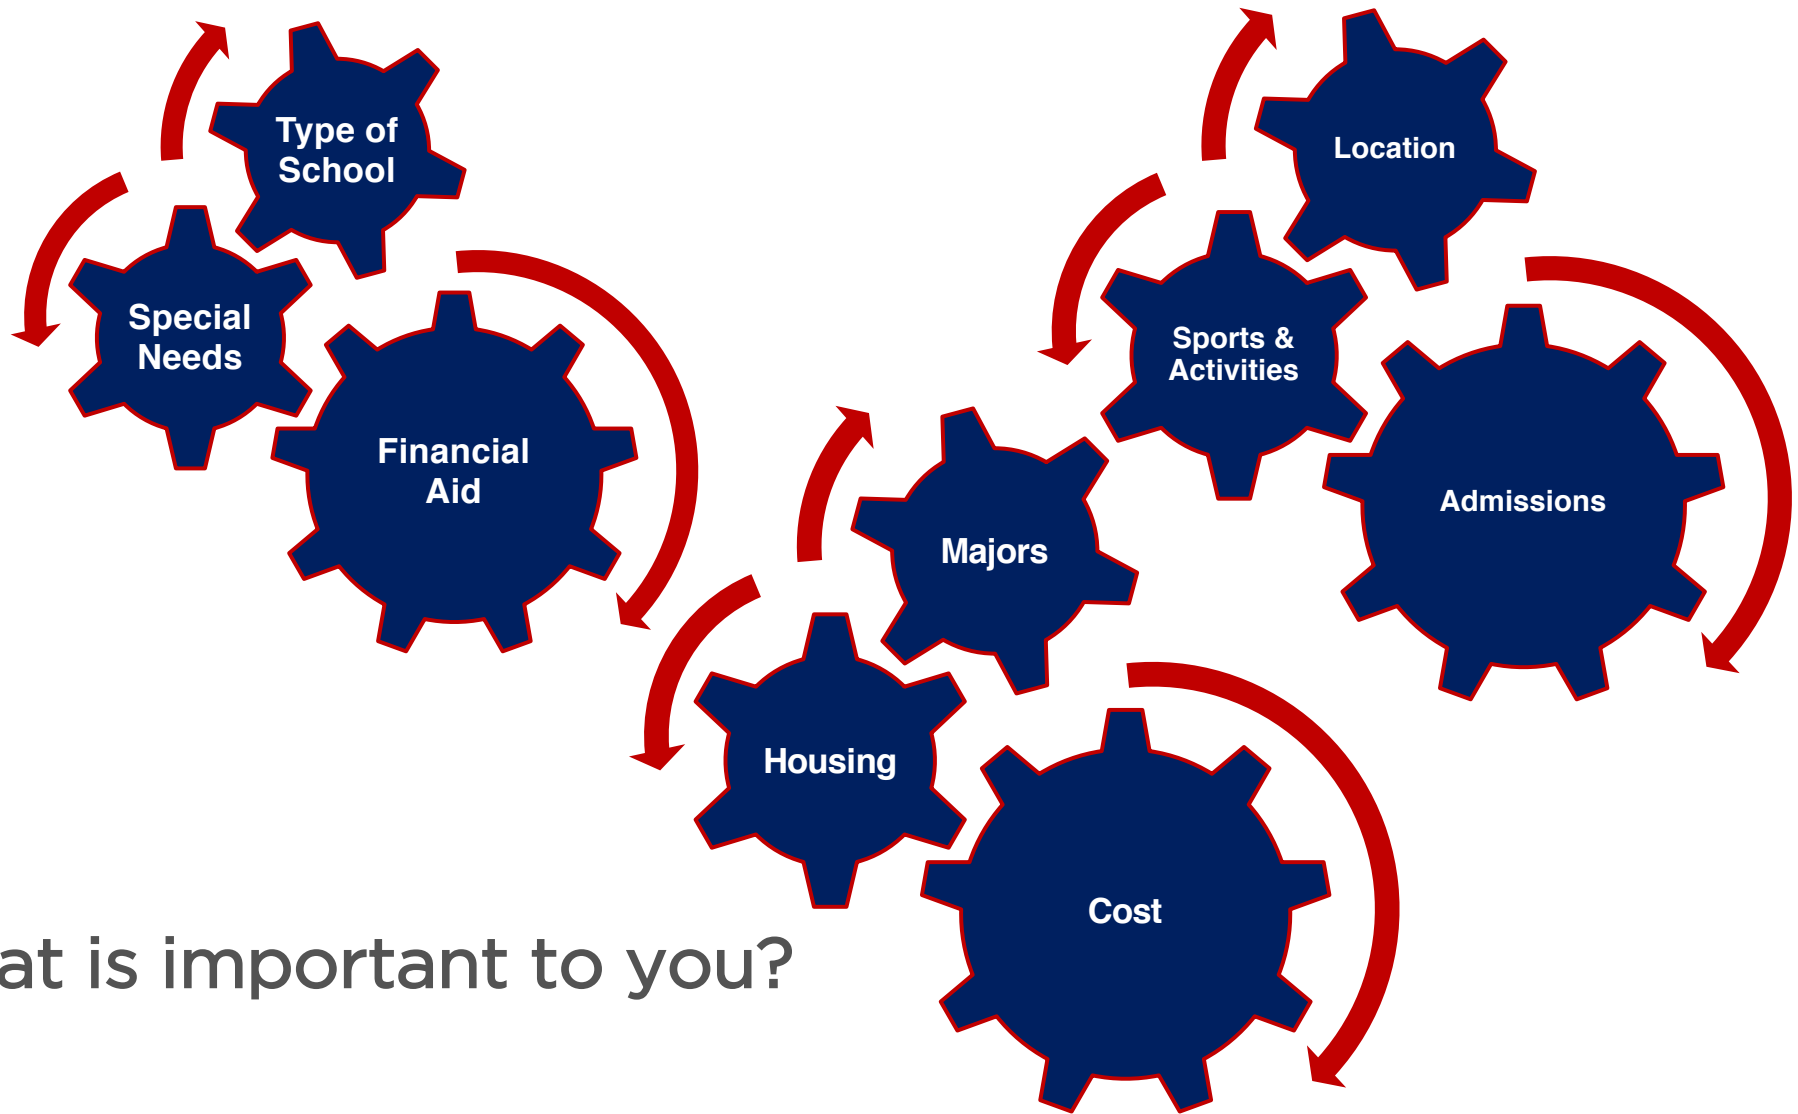 Type of
School
Special
Needs
Financial
Aid
Location
Sports &
Activities
Admissions
Majors
Housing
Cost
at is important to you?